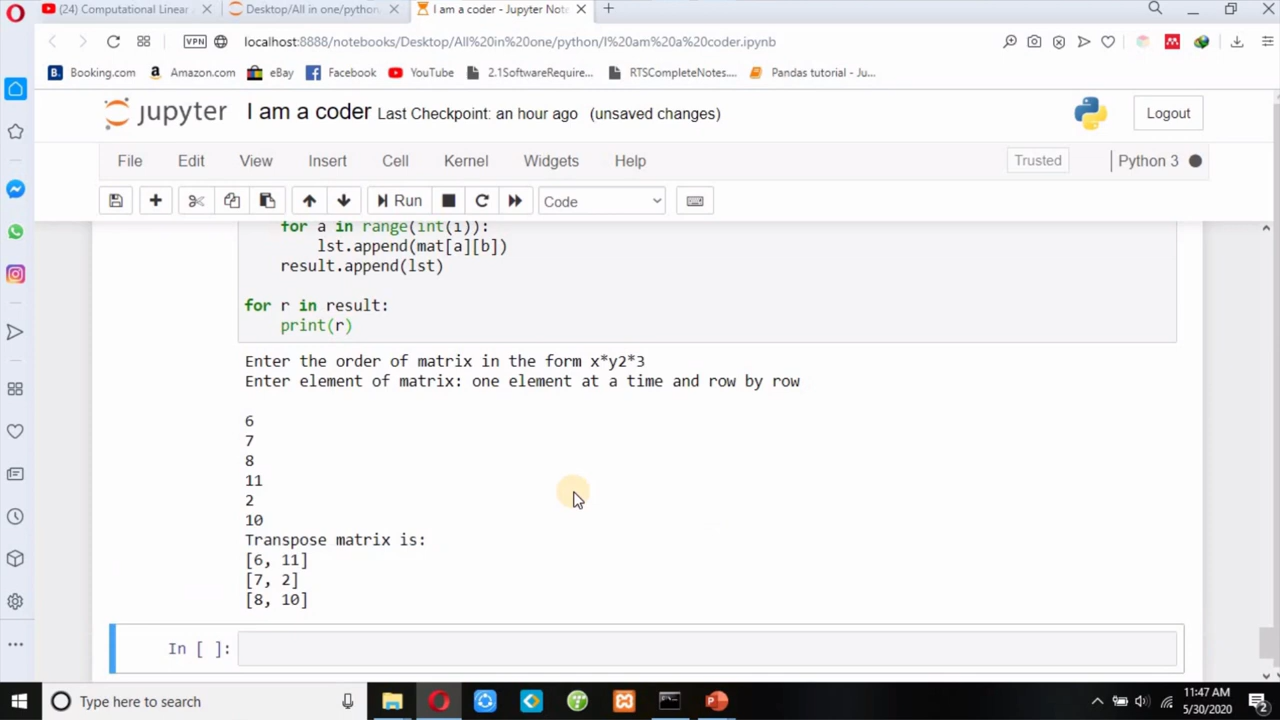 (24) Computational Linear
Desktop/All in one/python
I am a coder - Jupyter Note
VPN
localhost:8888/notebooks/Desktop/All%20in%20one/python/I%20am%20a%20coder.ipynb
Booking.com
Amazon.com
eBay
Facebook
YouTube
2.1SoftwareRequire...
RTSCompleteNotes....
Pandas tutorial - Ju...
jupyter I am a coder Last Checkpoint: an hour ago (unsaved changes)
Logout
File Edit View Insert Cell Kernel Widgets Help
Trusted
Python 3
Run
Code
for a in range(int(i)):
lst.append(mat[a][b])
result.append(lst)
for r in result:
print(r)
Enter the order of matrix in the form x*y2*3
Enter element of matrix: one element at a time and row by row
6
7
8
11
2
10
Transpose matrix is:
[6, 11]
[7, 2]
[8, 10]
In [ ]:
Type here to search
11:47 AM
5/30/2020
2